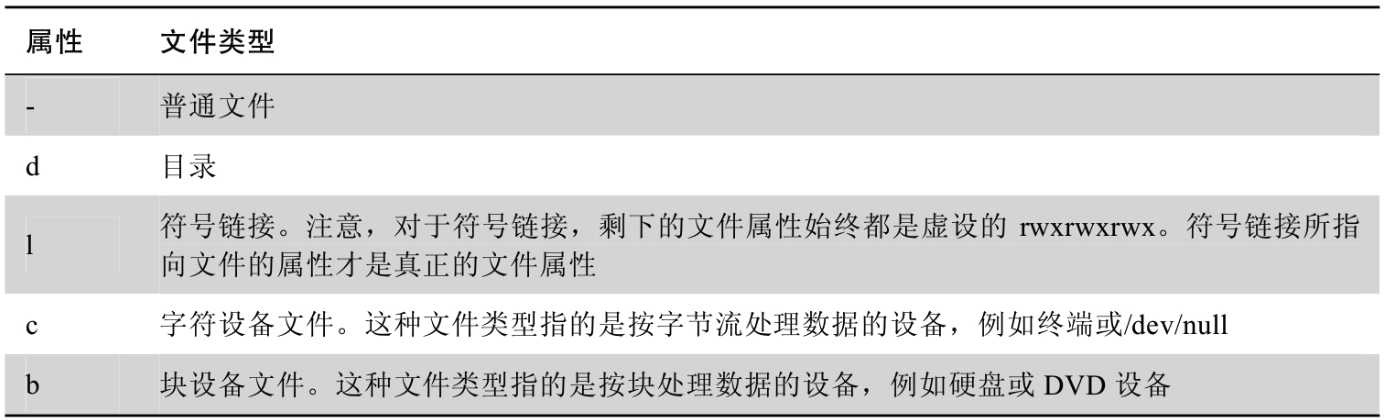 属性 文件类型
- 普通文件
d 目录
l 符号链接。注意，对于符号链接，剩下的文件属性始终都是虚设的 rwxrwxrwx。符号链接所指
向文件的属性才是真正的文件属性
c 字符设备文件。这种文件类型指的是按字节流处理数据的设备，例如终端或/dev/null
b 块设备文件。这种文件类型指的是按块处理数据的设备，例如硬盘或 DVD 设备